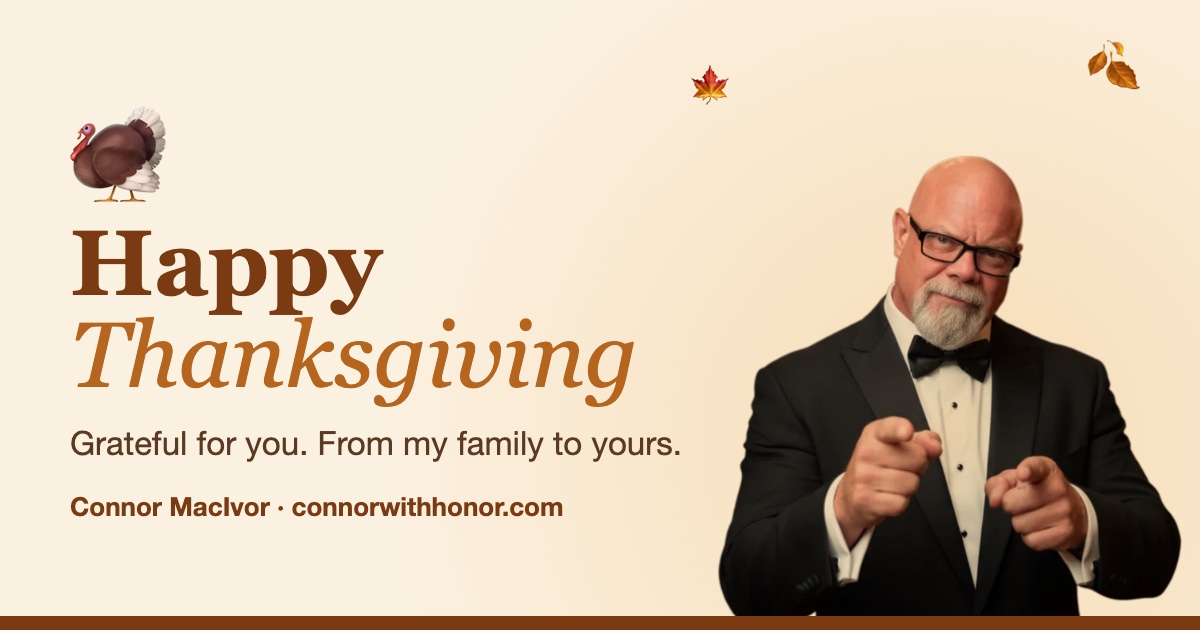 Happy
Thanksgiving
Grateful for you. From my family to yours.
Connor MacIvor · connorwithhonor.com